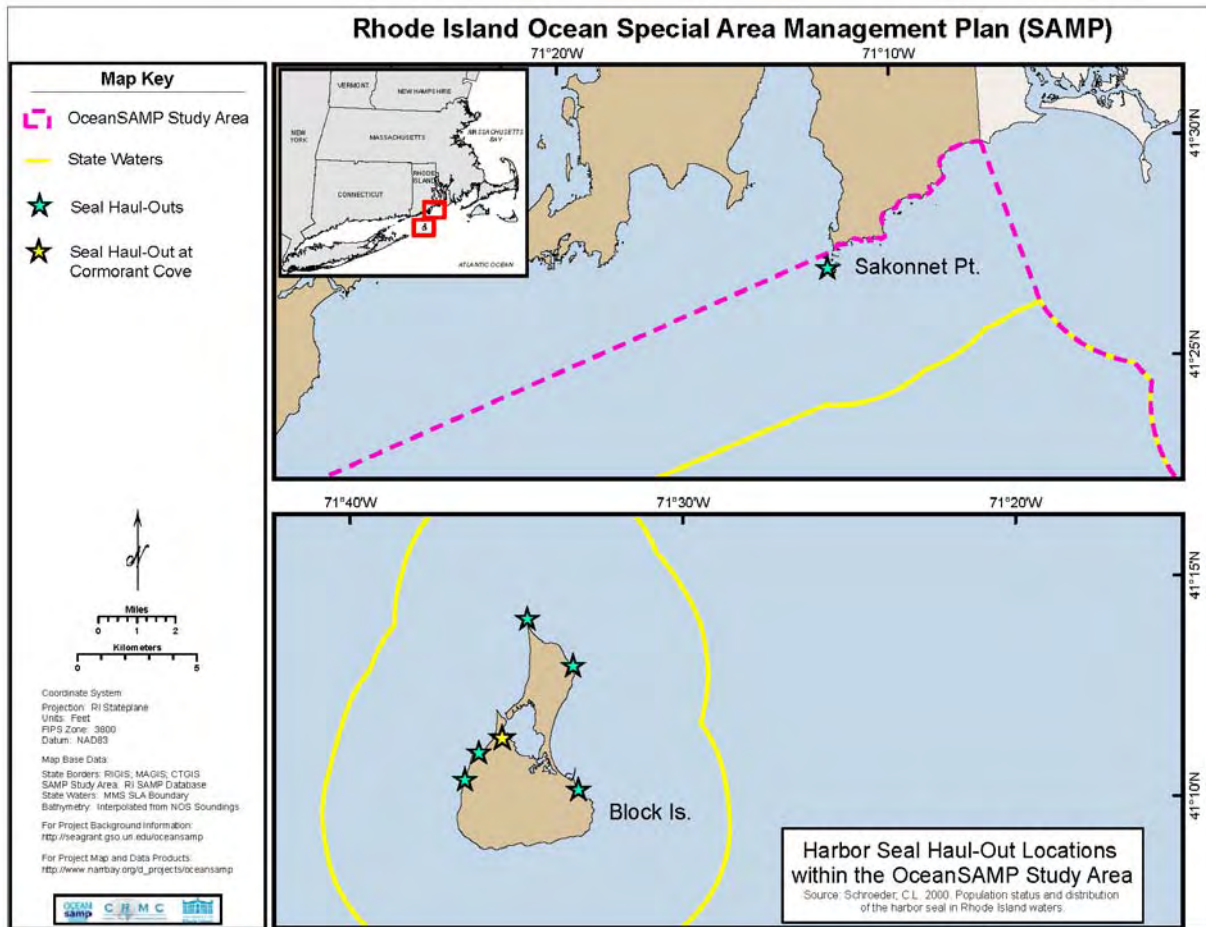 Rhode Island Ocean Special Area Management Plan (SAMP)
Map Key
OceanSAMP Study Area
State Waters
Seal Haul-Outs
Seal Haul-Out at
Cormorant Cove
N
Miles
0 1 2
Kilometers
0 5
Coordinate System:
Projection: RI Stateplane
Units: Feet
FIPS Zone: 3800
Datum: NAD83
Map Base Data:
State Borders: RIGIS; MAGIS; CTGIS
SAMP Study Area: RI SAMP Database
State Waters: MMS SLA Boundary
Bathymetry: Interpolated from NOS Soundings
For Project Background Information:
http://seagrant.gso.uri.edu/oceansamp
For Project Map and Data Products:
http://www.narrbay.org/d_projects/oceansamp
OCEAN
samp
CRMC
71°20'W 71°10'W
VERMONT
NEW HAMPSHIRE
NEW
YORK
MASSACHUSETTS
MASSACHUSETTS
BAY
CONNECTICUT
RHODE
ISLAND
ATLANTIC OCEAN
41°30'N
Sakonnet Pt.
41°25'N
71°40'W 71°30'W 71°20'W
41°15'N
41°10'N
Block Is.
Harbor Seal Haul-Out Locations
within the OceanSAMP Study Area
Source: Schroeder, C.L. 2000. Population status and distribution
of the harbor seal in Rhode Island waters.